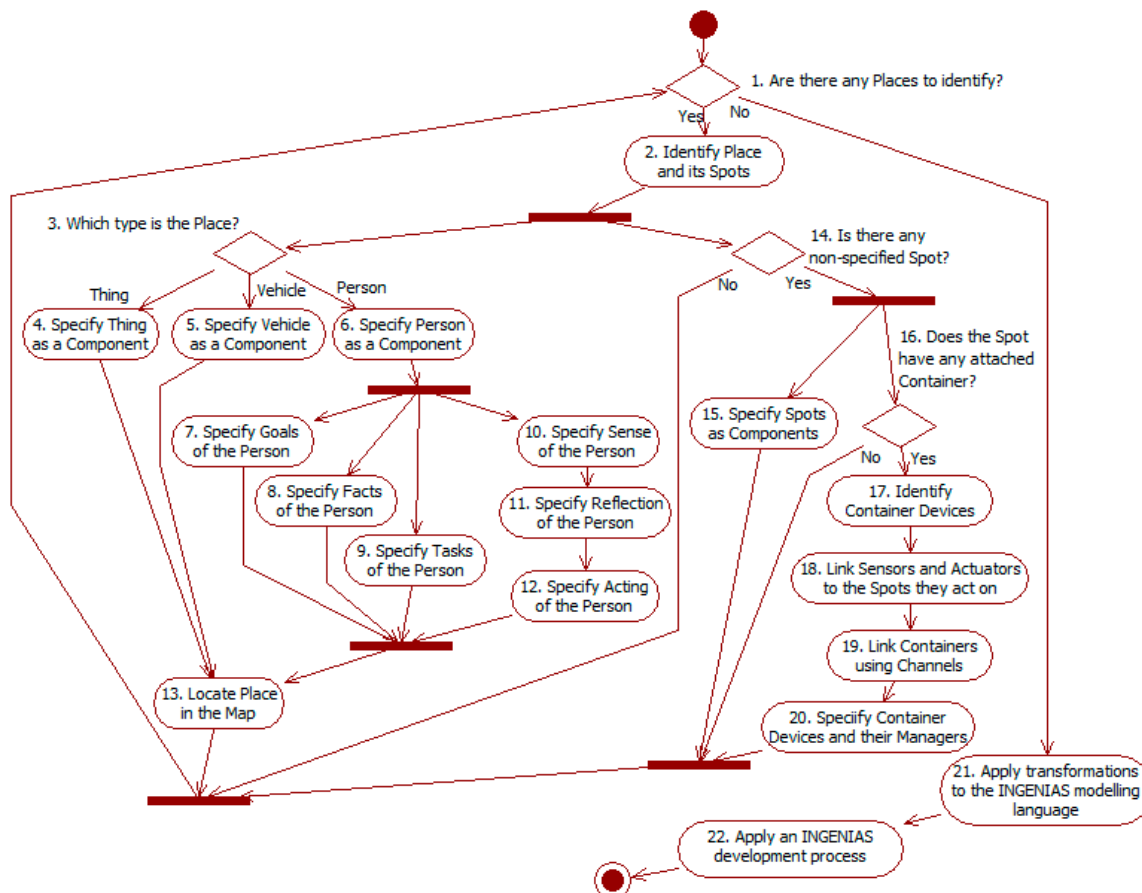 1. Are there any Places to identify?
Yes
No
2. Identify Place
and its Spots
3. Which type is the Place?
14. Is there any
non-specified Spot?
No
Yes
Thing
Vehicle
Person
4. Specify Thing
as a Component
5. Specify Vehicle
as a Component
6. Specify Person
as a Component
16. Does the Spot
have any attached
Container?
7. Specify Goals
of the Person
10. Specify Sense
of the Person
15. Specify Spots
as Components
No
Yes
8. Specify Facts
of the Person
11. Specify Reflection
of the Person
17. Identify
Container Devices
9. Specify Tasks
of the Person
12. Specify Acting
of the Person
18. Link Sensors and Actuators
to the Spots they act on
19. Link Containers
using Channels
13. Locate Place
in the Map
20. Speciify Container
Devices and their Managers
21. Apply transformations
to the INGENIAS modelling
language
22. Apply an INGENIAS
development process